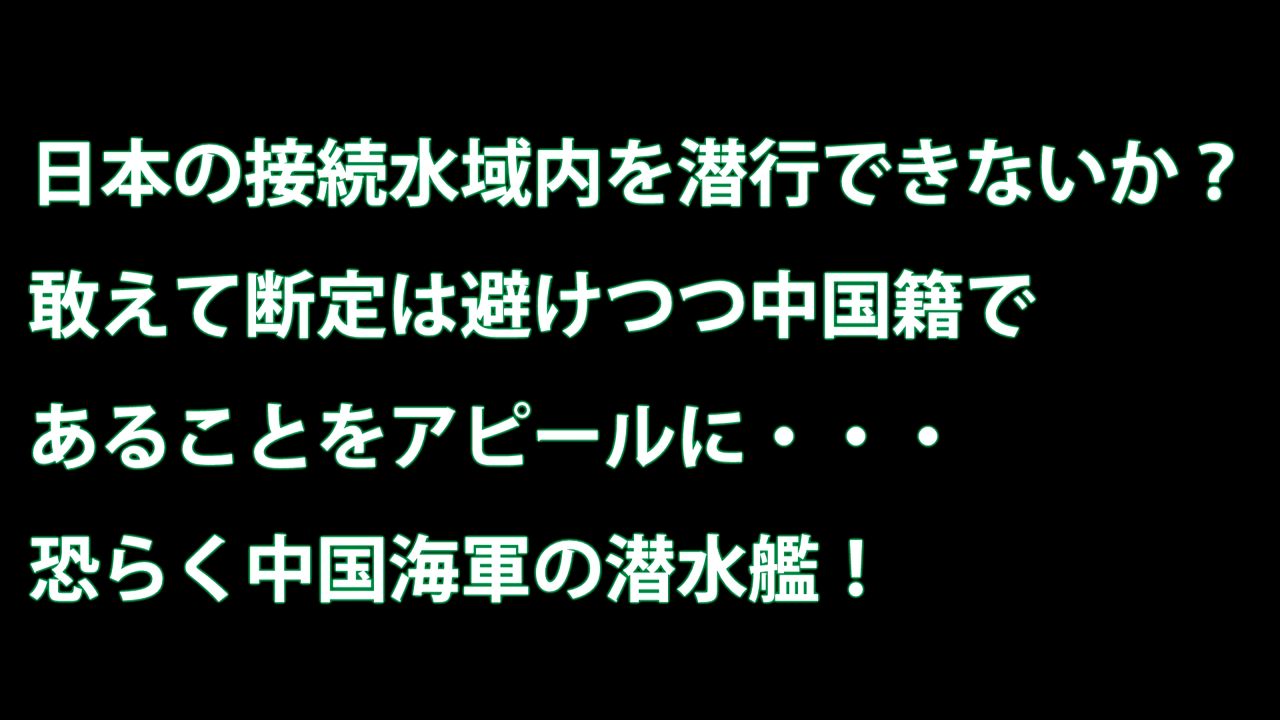 日本の接続水域内を潜行できないか？
敢えて断定は避けつつ中国籍で
あることをアピールに・・・
恐らく中国海軍の潜水艦！